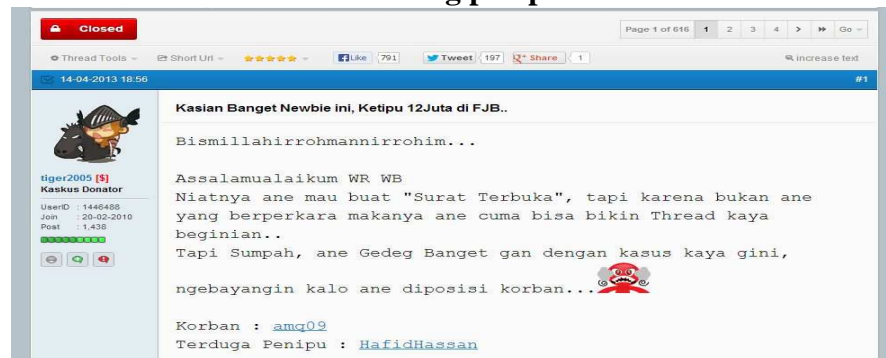 Closed
Page 1 of 616 1 2 3 4 > Go
Thread Tools Short Url Like 791 Tweet 197 Share 1 increase text
14-04-2013 18:56 #1
Kasian Banget Newbie ini, Ketipu 12Juta di FJB..
Bismillahirrohmannirrohim...
Assalamualaikum WR WB
Niatnya ane mau buat "Surat Terbuka", tapi karena bukan ane
yang berperkara makanya ane cuma bisa bikin Thread kaya
beginian..
Tapi Sumpah, ane Gedeg Banget gan dengan kasus kaya gini,
ngebayangin kalo ane diposisi korban...
Korban : amq09
Terduga Penipu : HafidHassan
tiger2005 [$]
Kaskus Donator
UserID : 1446488
Join : 20-02-2010
Post : 1,438